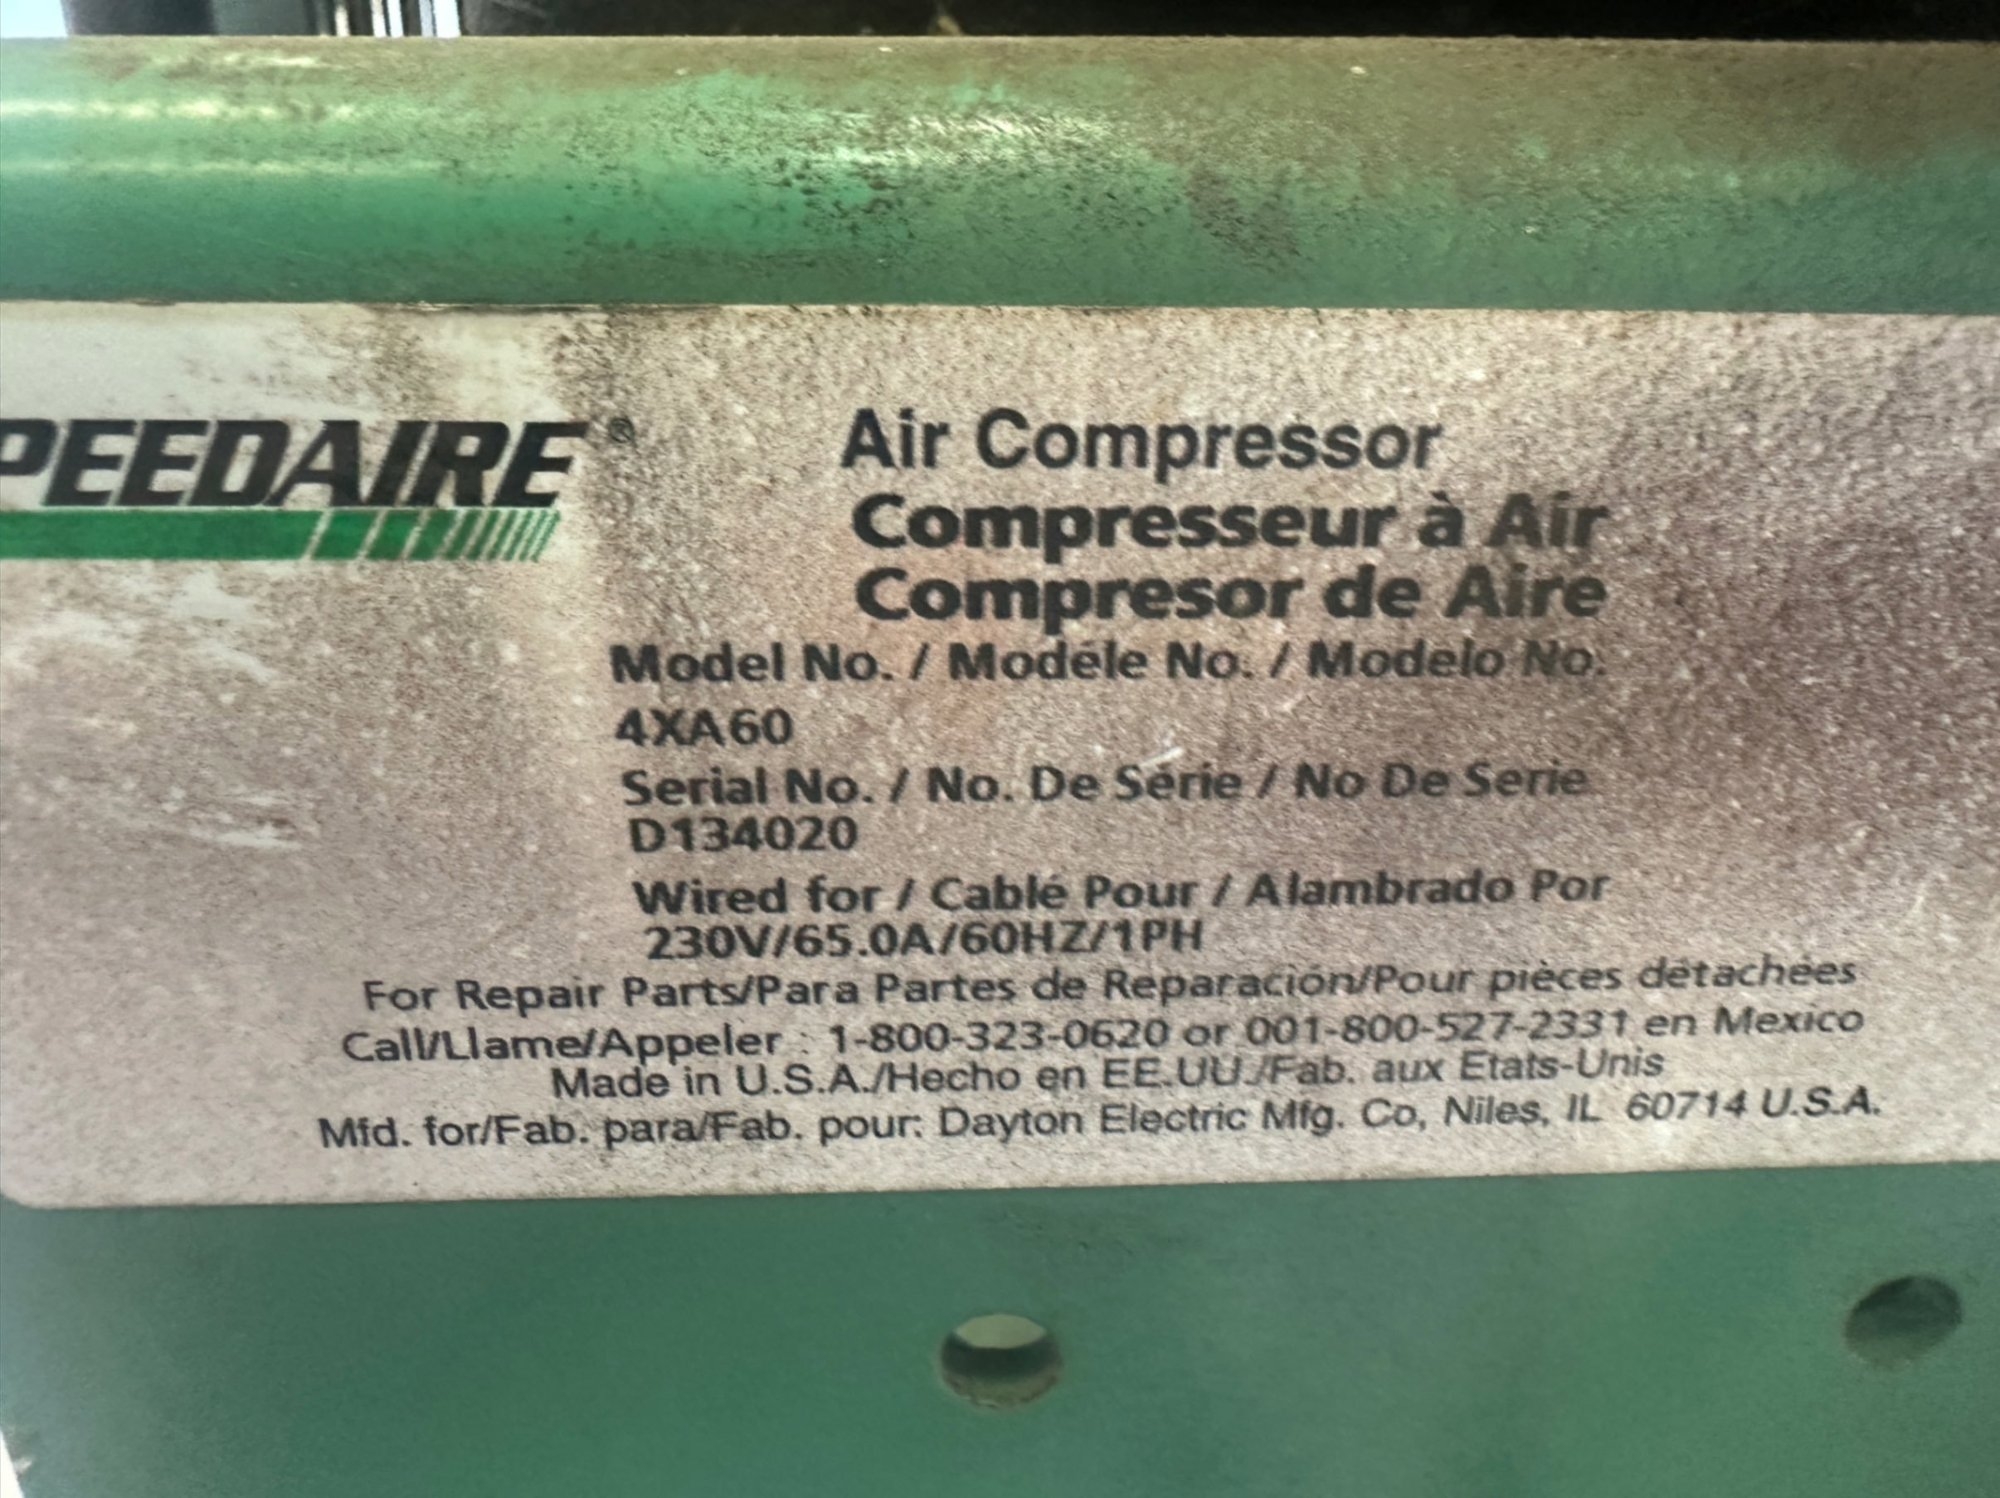 PEEDAIRE®
Air Compressor
Compresseur à Air
Compresor de Aire
Model No. / Modéle No. / Modelo No.
4XA60
Serial No. / No. De Série / No De Serie
D134020
Wired for / Cablé Pour / Alambrado Por
230V/65.0A/60HZ/1PH
For Repair Parts/Para Partes de Reparación/Pour pièces détachées
Call/Llame/Appeler : 1-800-323-0620 or 001-800-527-2331 en Mexico
Made in U.S.A./Hecho en EE.UU./Fab. aux Etats-Unis
Mfd. for/Fab. para/Fab. pour: Dayton Electric Mfg. Co, Niles, IL 60714 U.S.A.